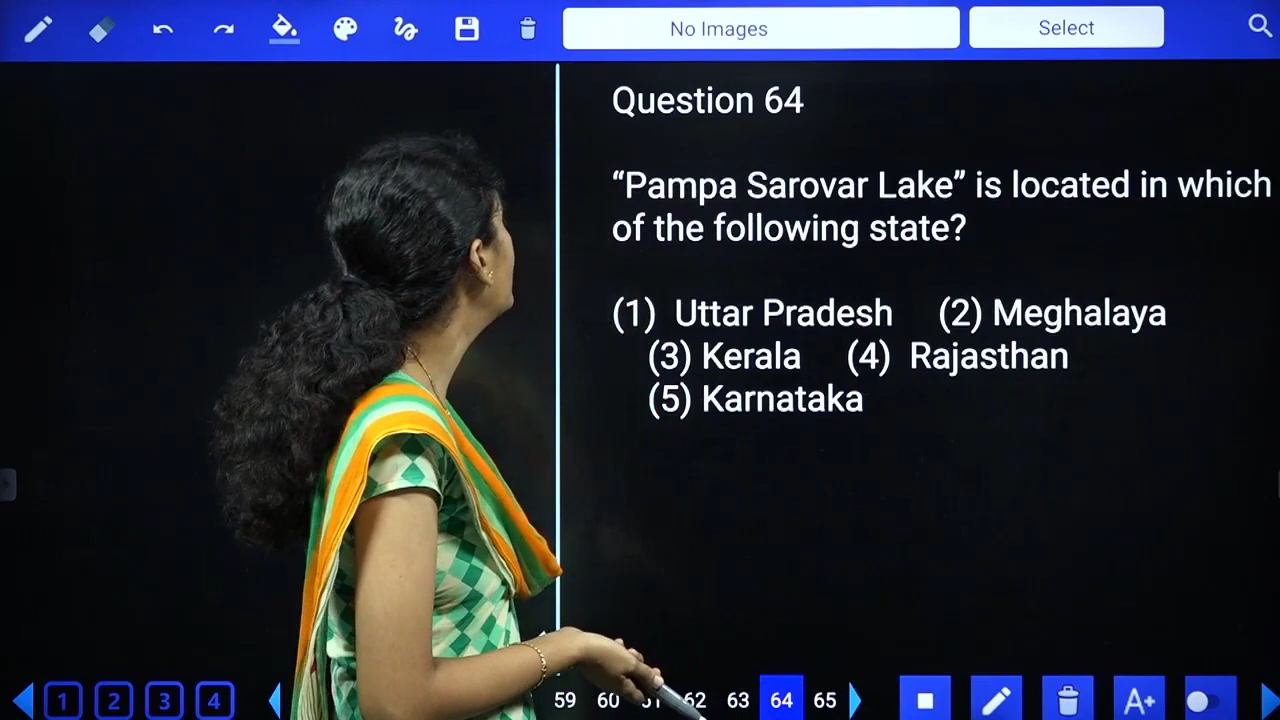 No Images
Select
Question 64
“Pampa Sarovar Lake” is located in which
of the following state?
(1) Uttar Pradesh (2) Meghalaya
(3) Kerala (4) Rajasthan
(5) Karnataka
1 2 3 4
59 60 62 63 64 65
A+